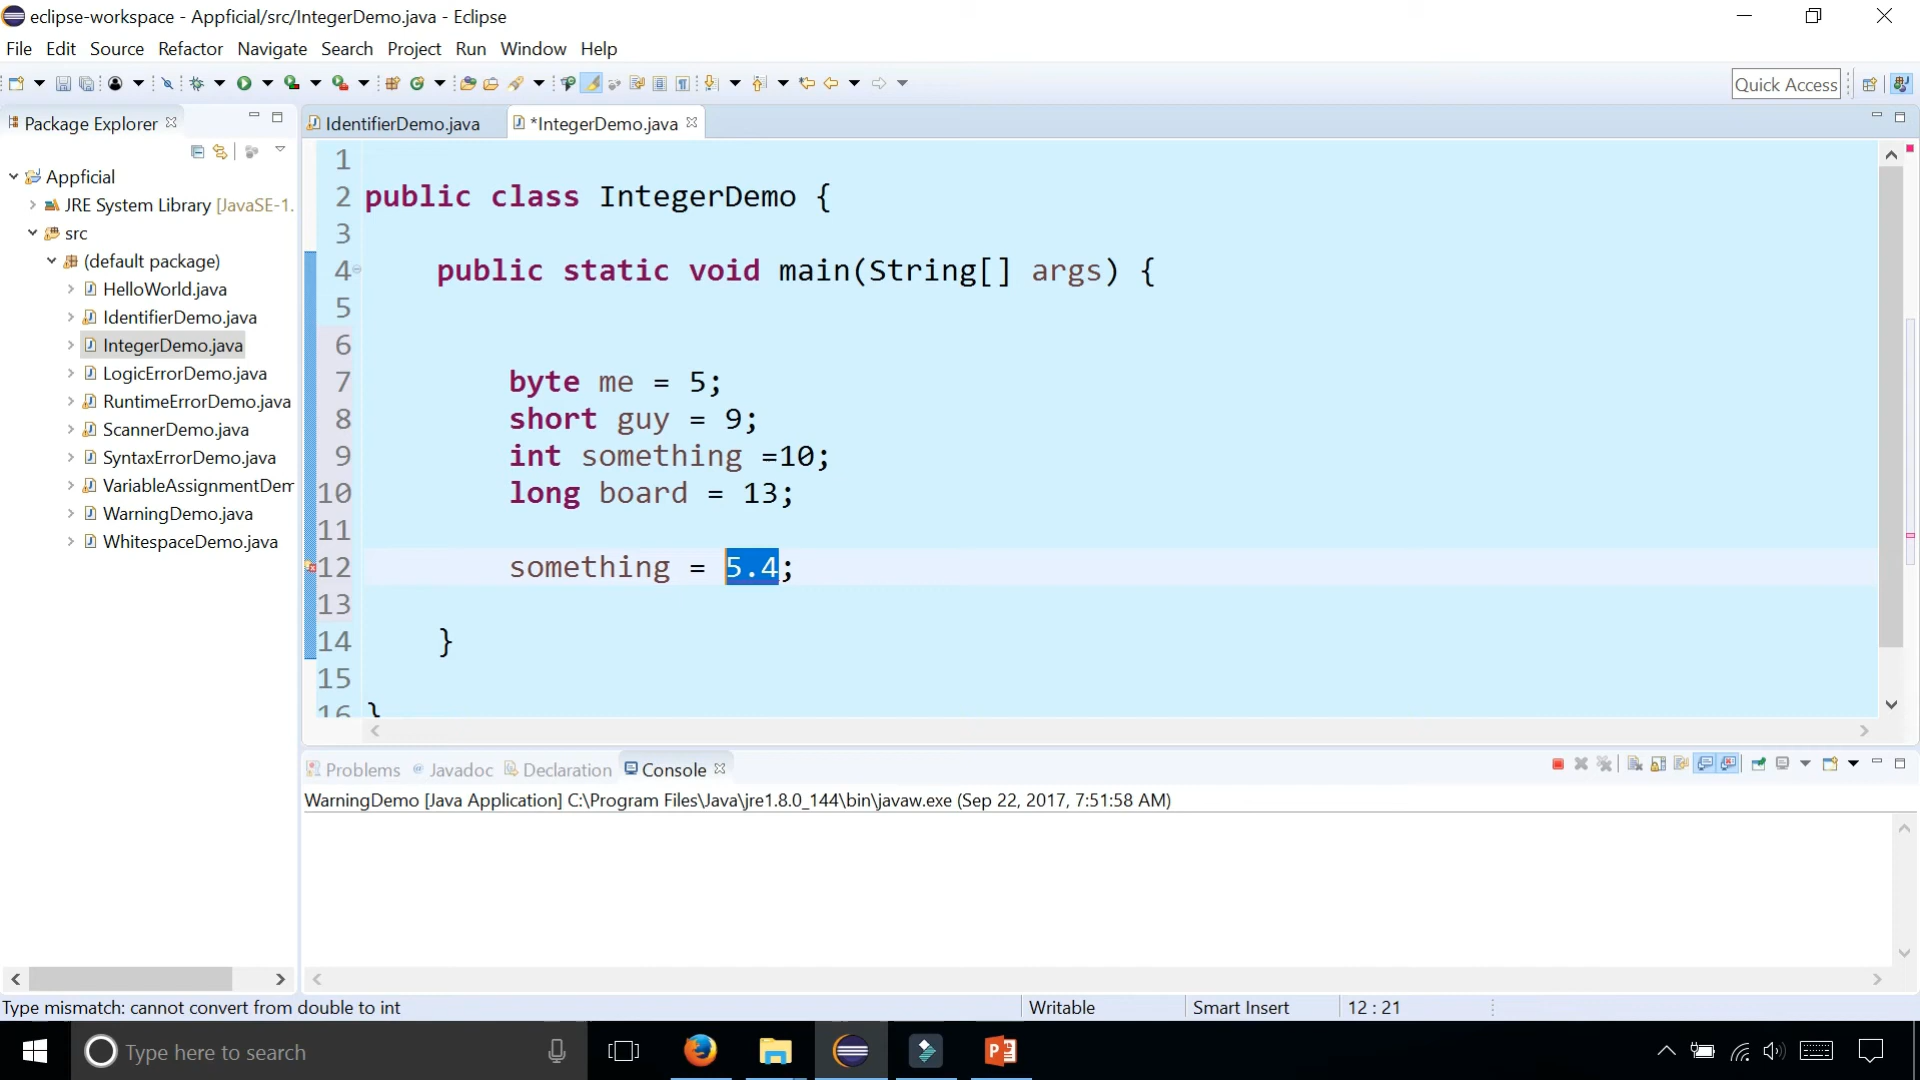 eclipse-workspace - Appficial/src/IntegerDemo.java - Eclipse
File Edit Source Refactor Navigate Search Project Run Window Help
Quick Access
Package Explorer
IdentifierDemo.java
*IntegerDemo.java
Appficial
JRE System Library [JavaSE-1.
src
(default package)
HelloWorld.java
IdentifierDemo.java
IntegerDemo.java
LogicErrorDemo.java
RuntimeErrorDemo.java
ScannerDemo.java
SyntaxErrorDemo.java
VariableAssignmentDem
WarningDemo.java
WhitespaceDemo.java
1
2 public class IntegerDemo {
3
4 public static void main(String[] args) {
5
6
7 byte me = 5;
8 short guy = 9;
9 int something =10;
10 long board = 13;
11
12 something = 5.4;
13
14 }
15
16 }
Problems Javadoc Declaration Console
WarningDemo [Java Application] C:\Program Files\Java\jre1.8.0_144\bin\javaw.exe (Sep 22, 2017, 7:51:58 AM)
Type mismatch: cannot convert from double to int
Writable
Smart Insert
12 : 21
Type here to search